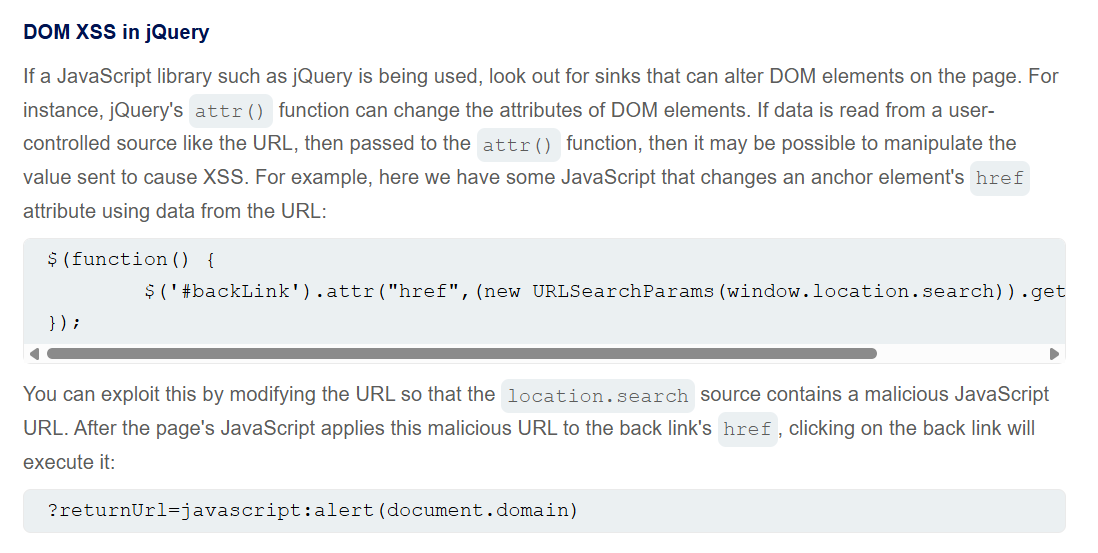 DOM XSS in jQuery
If a JavaScript library such as jQuery is being used, look out for sinks that can alter DOM elements on the page. For
instance, jQuery's attr() function can change the attributes of DOM elements. If data is read from a user-
controlled source like the URL, then passed to the attr() function, then it may be possible to manipulate the
value sent to cause XSS. For example, here we have some JavaScript that changes an anchor element's href
attribute using data from the URL:
$(function() {
	$('#backLink').attr("href",(new URLSearchParams(window.location.search)).get
});
You can exploit this by modifying the URL so that the location.search source contains a malicious JavaScript
URL. After the page's JavaScript applies this malicious URL to the back link's href, clicking on the back link will
execute it:
?returnUrl=javascript:alert(document.domain)